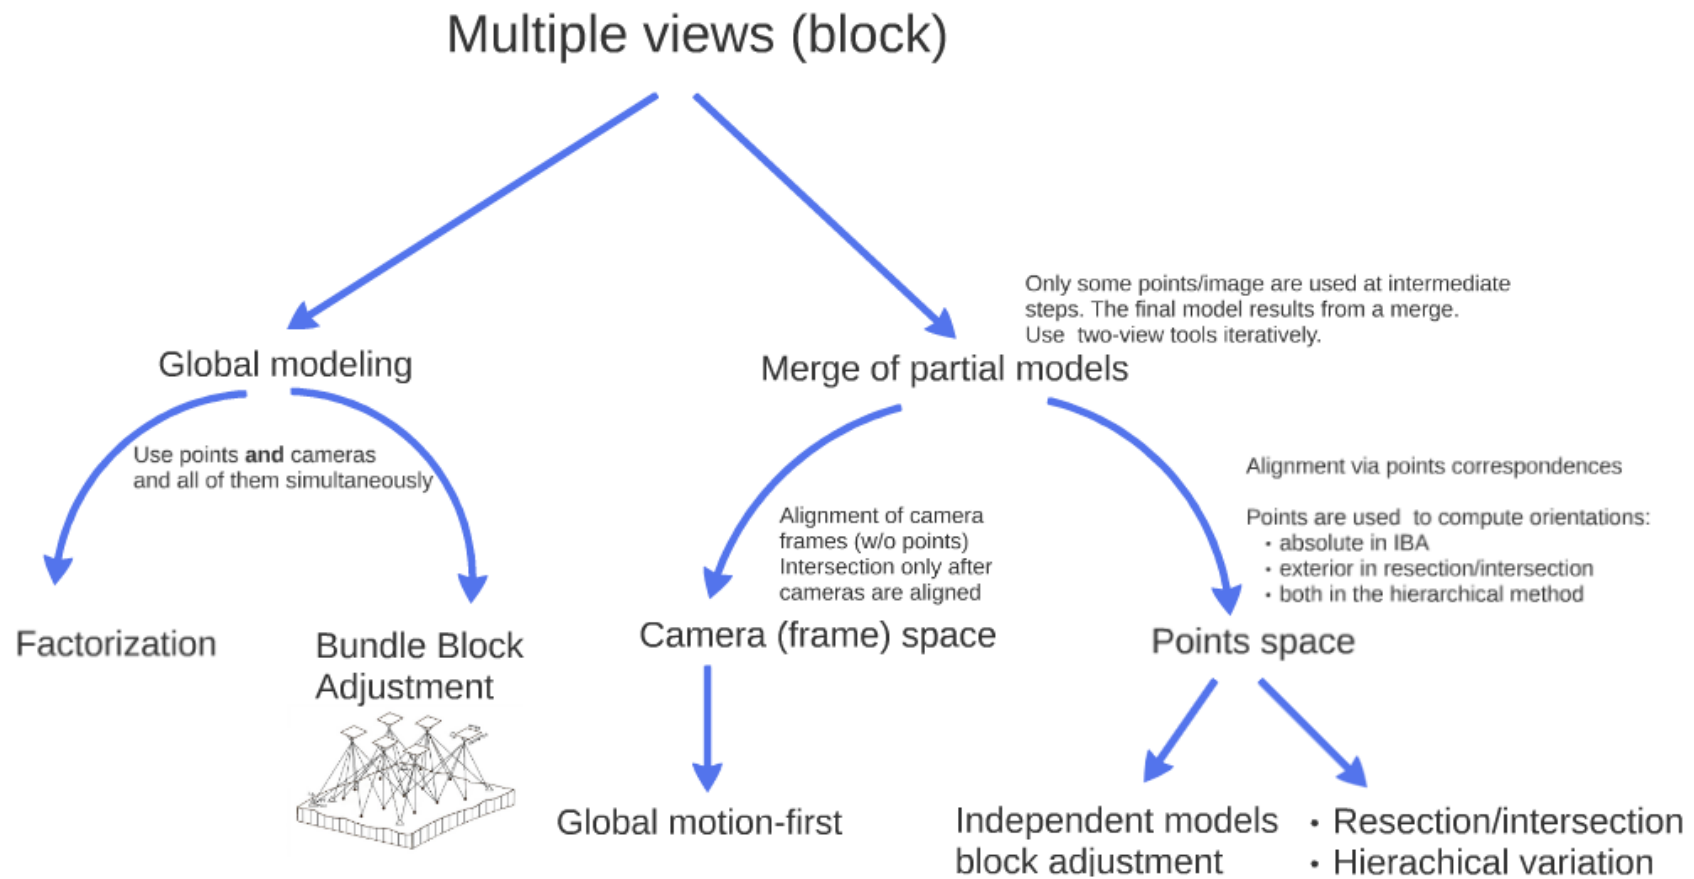 Multiple views (block)
Only some points/image are used at intermediate
steps. The final model results from a merge.
Use two-view tools iteratively.
Global modeling
Merge of partial models
Use points and cameras
and all of them simultaneously
Alignment of camera
frames (w/o points)
Intersection only after
cameras are aligned
Alignment via points correspondences
Points are used to compute orientations:
• absolute in IBA
• exterior in resection/intersection
• both in the hierarchical method
Factorization
Bundle Block
Adjustment
Camera (frame) space
Points space
Global motion-first
Independent models
block adjustment
• Resection/intersection
• Hierachical variation